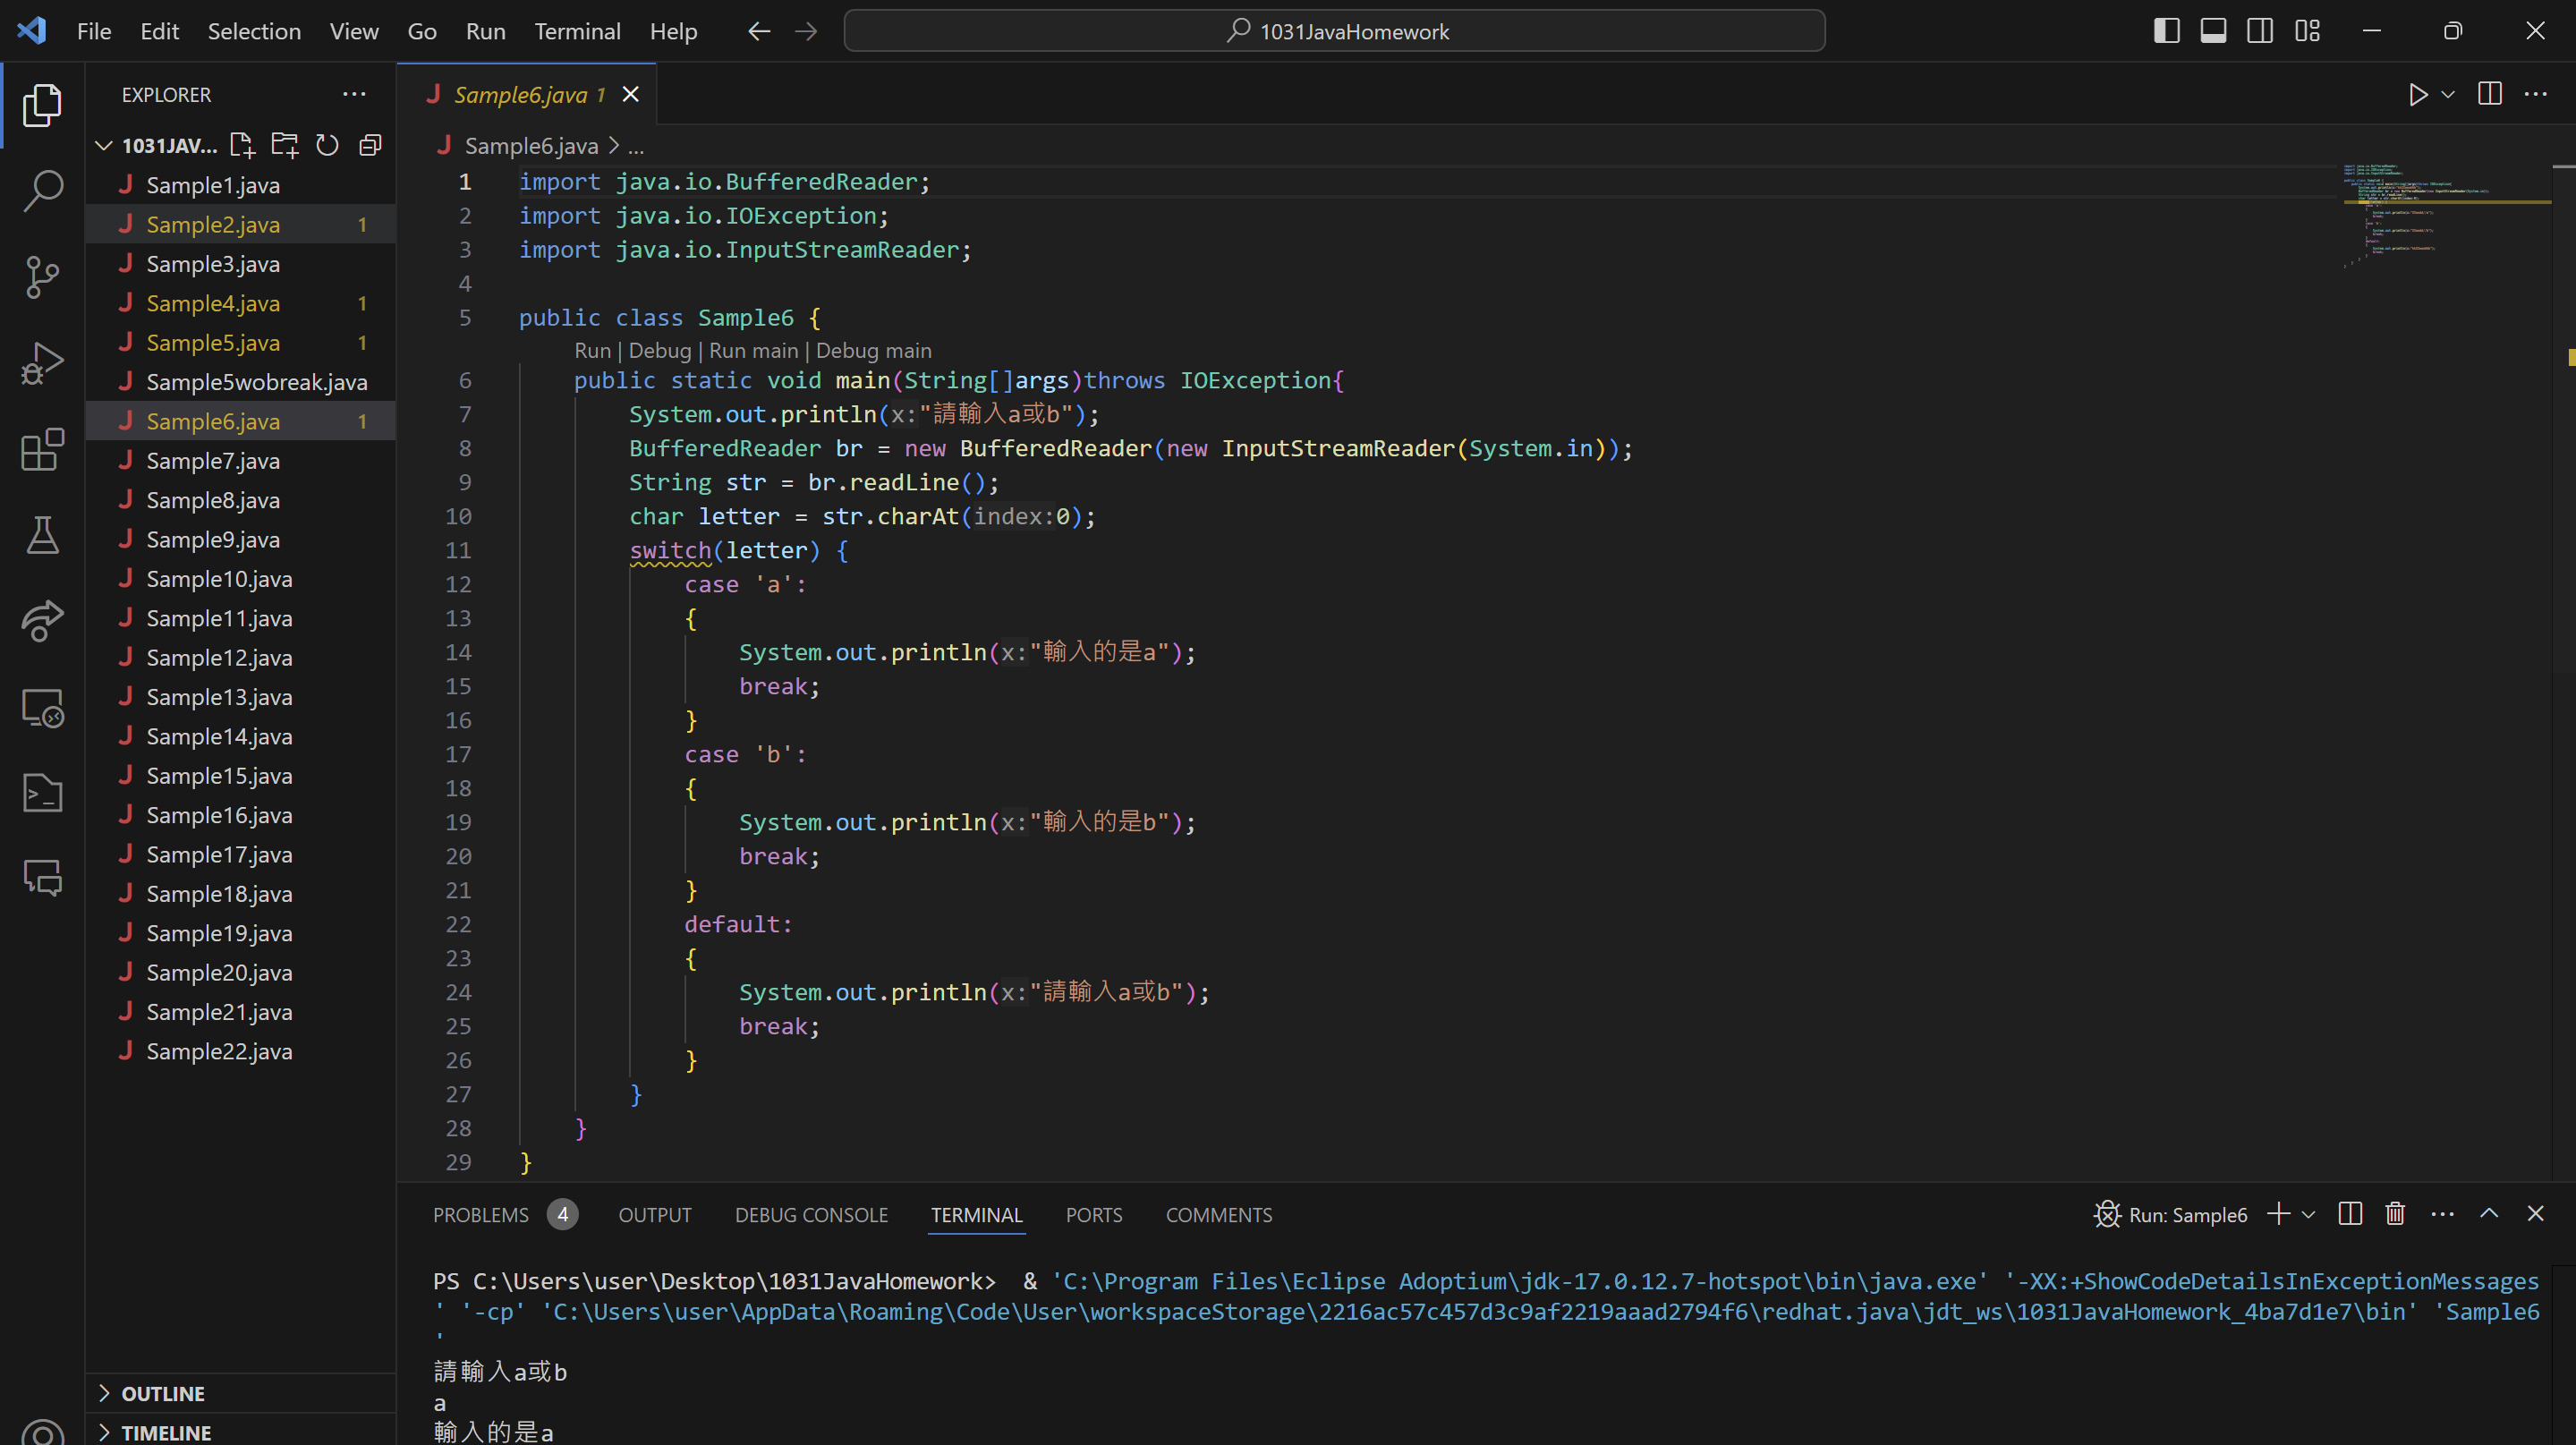 File Edit Selection View Go Run Terminal Help 1031JavaHomework
EXPLORER
1031JAV...
Sample1.java
Sample2.java 1
Sample3.java
Sample4.java 1
Sample5.java 1
Sample5wobreak.java
Sample6.java 1
Sample7.java
Sample8.java
Sample9.java
Sample10.java
Sample11.java
Sample12.java
Sample13.java
Sample14.java
Sample15.java
Sample16.java
Sample17.java
Sample18.java
Sample19.java
Sample20.java
Sample21.java
Sample22.java
OUTLINE
TIMELINE
Sample6.java 1
Sample6.java > ...
1 import java.io.BufferedReader;
2 import java.io.IOException;
3 import java.io.InputStreamReader;
4
5 public class Sample6 {
Run | Debug | Run main | Debug main
6 public static void main(String[]args)throws IOException{
7 System.out.println(x:"請輸入a或b");
8 BufferedReader br = new BufferedReader(new InputStreamReader(System.in));
9 String str = br.readLine();
10 char letter = str.charAt(index:0);
11 switch(letter) {
12 case 'a':
13 {
14 System.out.println(x:"輸入的是a");
15 break;
16 }
17 case 'b':
18 {
19 System.out.println(x:"輸入的是b");
20 break;
21 }
22 default:
23 {
24 System.out.println(x:"請輸入a或b");
25 break;
26 }
27 }
28 }
29 }
PROBLEMS 4 OUTPUT DEBUG CONSOLE TERMINAL PORTS COMMENTS Run: Sample6
PS C:\Users\user\Desktop\1031JavaHomework>  & 'C:\Program Files\Eclipse Adoptium\jdk-17.0.12.7-hotspot\bin\java.exe' '-XX:+ShowCodeDetailsInExceptionMessages
' '-cp' 'C:\Users\user\AppData\Roaming\Code\User\workspaceStorage\2216ac57c457d3c9af2219aaad2794f6\redhat.java\jdt_ws\1031JavaHomework_4ba7d1e7\bin' 'Sample6
'
請輸入a或b
a
輸入的是a